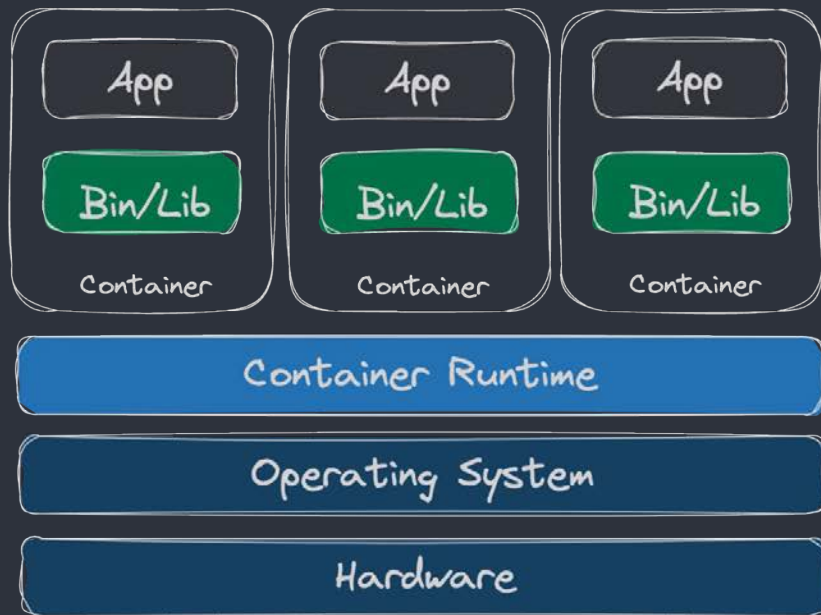 App App App
Bin/Lib Bin/Lib Bin/Lib
Container Container Container
Container Runtime
Operating System
Hardware